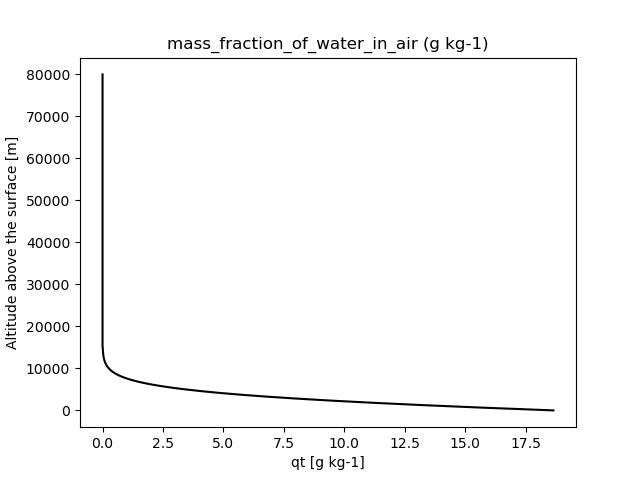 mass_fraction_of_water_in_air (g kg-1)
80000
70000
60000
50000
40000
30000
20000
10000
0
Altitude above the surface [m]
0.0 2.5 5.0 7.5 10.0 12.5 15.0 17.5
qt [g kg-1]